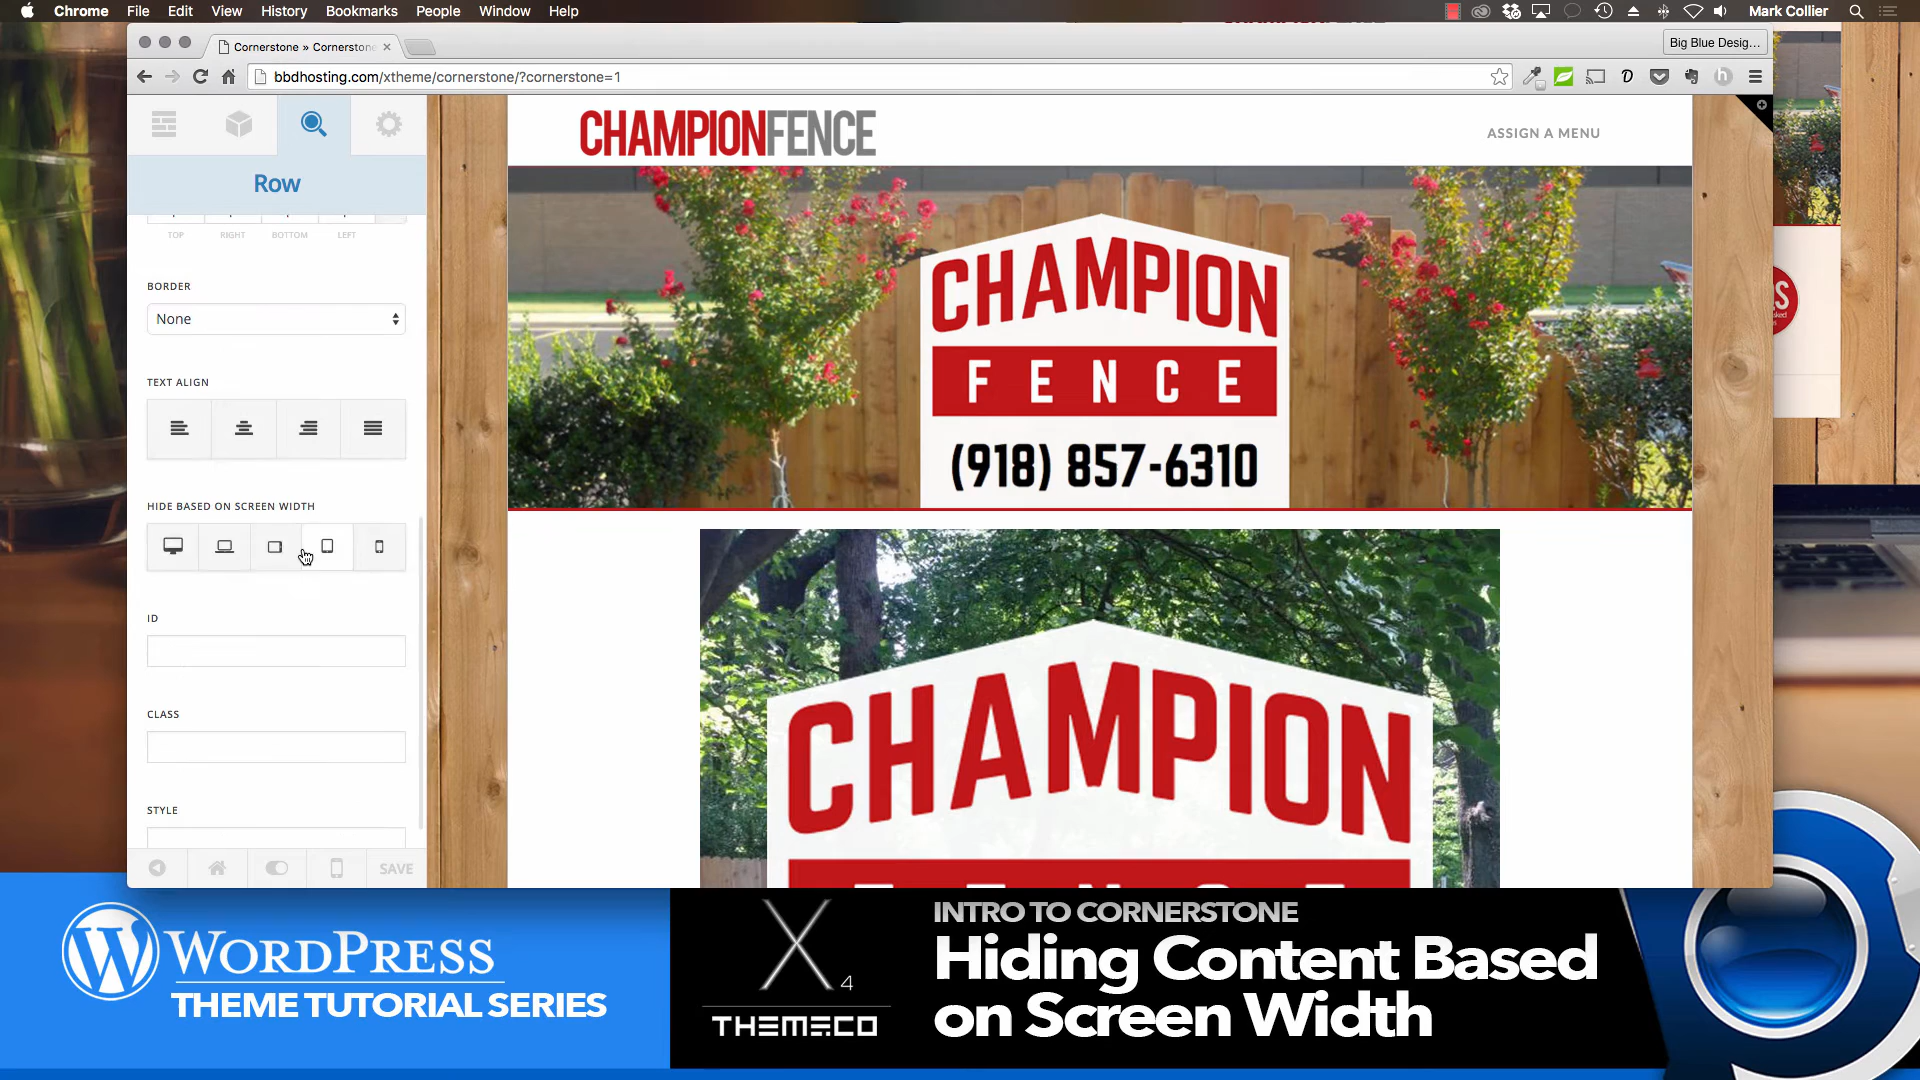 Chrome File Edit View History Bookmarks People Window Help
Mark Collier
Cornerstone » Cornerstone
Big Blue Desig...
bbdhosting.com/xtheme/cornerstone/?cornerstone=1
CHAMPIONFENCE
ASSIGN A MENU
Row
TOP RIGHT BOTTOM LEFT
BORDER
None
TEXT ALIGN
HIDE BASED ON SCREEN WIDTH
ID
CLASS
STYLE
SAVE
CHAMPION
FENCE
(918) 857-6310
CHAMPION
WORDPRESS
THEME TUTORIAL SERIES
X
4
THEMECO
INTRO TO CORNERSTONE
Hiding Content Based
on Screen Width